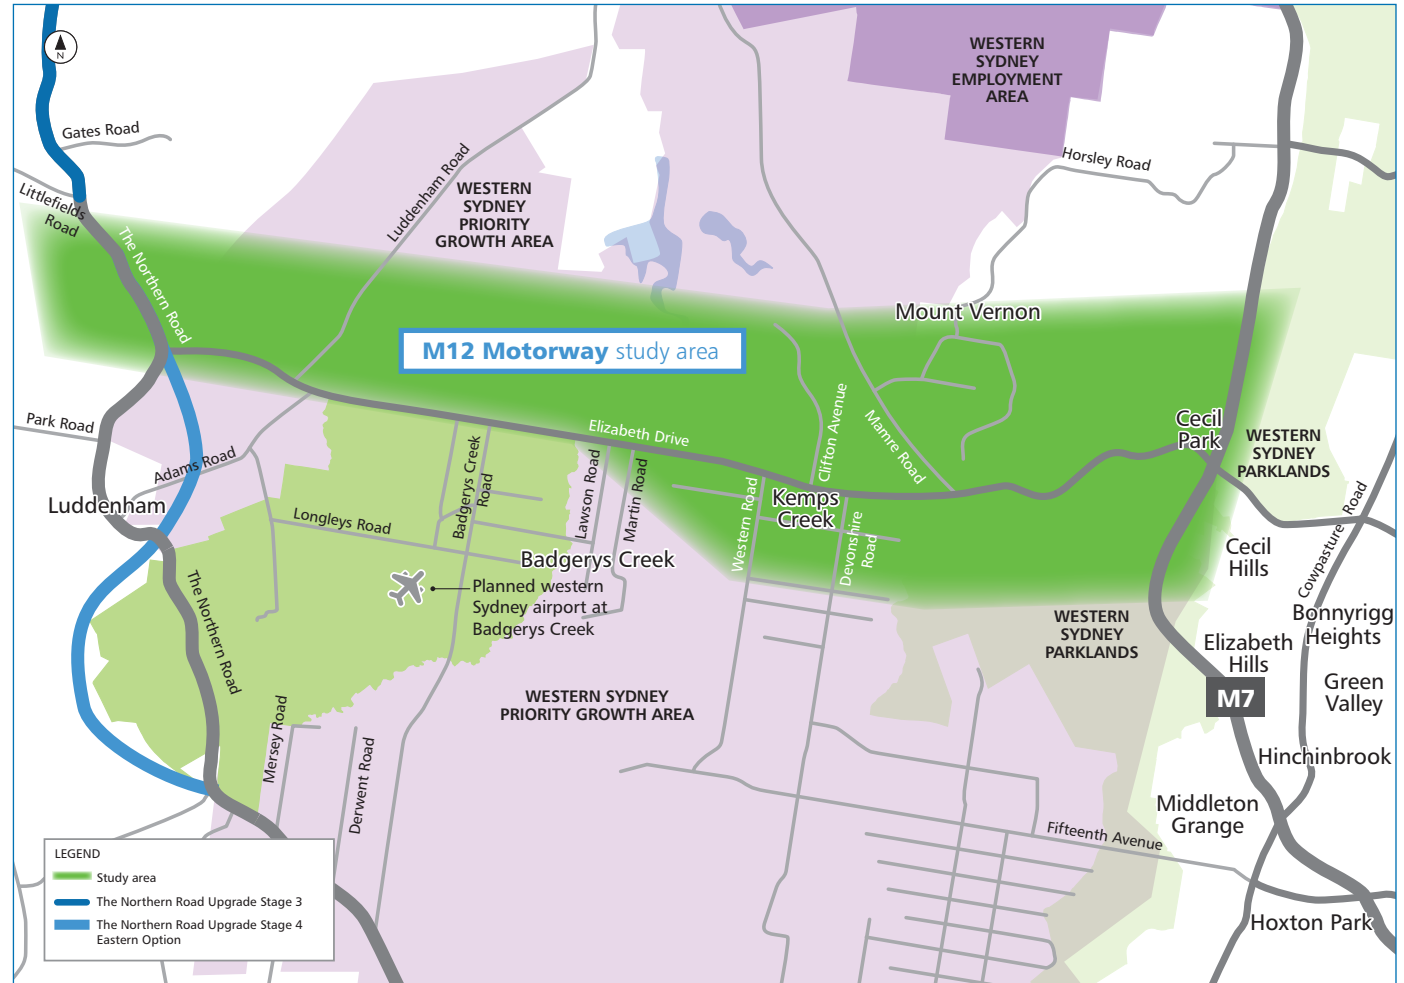 N
Gates Road
Littlefields
Road
The Northern Road
Luddenham Road
WESTERN
SYDNEY
PRIORITY
GROWTH AREA
WESTERN
SYDNEY
EMPLOYMENT
AREA
Horsley Road
Mount Vernon
M12 Motorway study area
Park Road
Adams Road
Luddenham
Longleys Road
Badgerys Creek
Road
Elizabeth Drive
Lawson Road
Martin Road
Clifton Avenue
Mamre Road
Western Road
Kemps
Creek
Devonshire
Road
Cecil
Park
WESTERN
SYDNEY
PARKLANDS
Cowpasture Road
Cecil
Hills
Badgerys Creek
Planned western
Sydney airport at
Badgerys Creek
The Northern Road
WESTERN
SYDNEY
PARKLANDS
Bonnyrigg
Heights
Elizabeth
Hills
M7
Green
Valley
WESTERN SYDNEY
PRIORITY GROWTH AREA
Mersey Road
Derwent Road
Hinchinbrook
Middleton
Grange
Fifteenth Avenue
Hoxton Park
LEGEND
Study area
The Northern Road Upgrade Stage 3
The Northern Road Upgrade Stage 4
Eastern Option